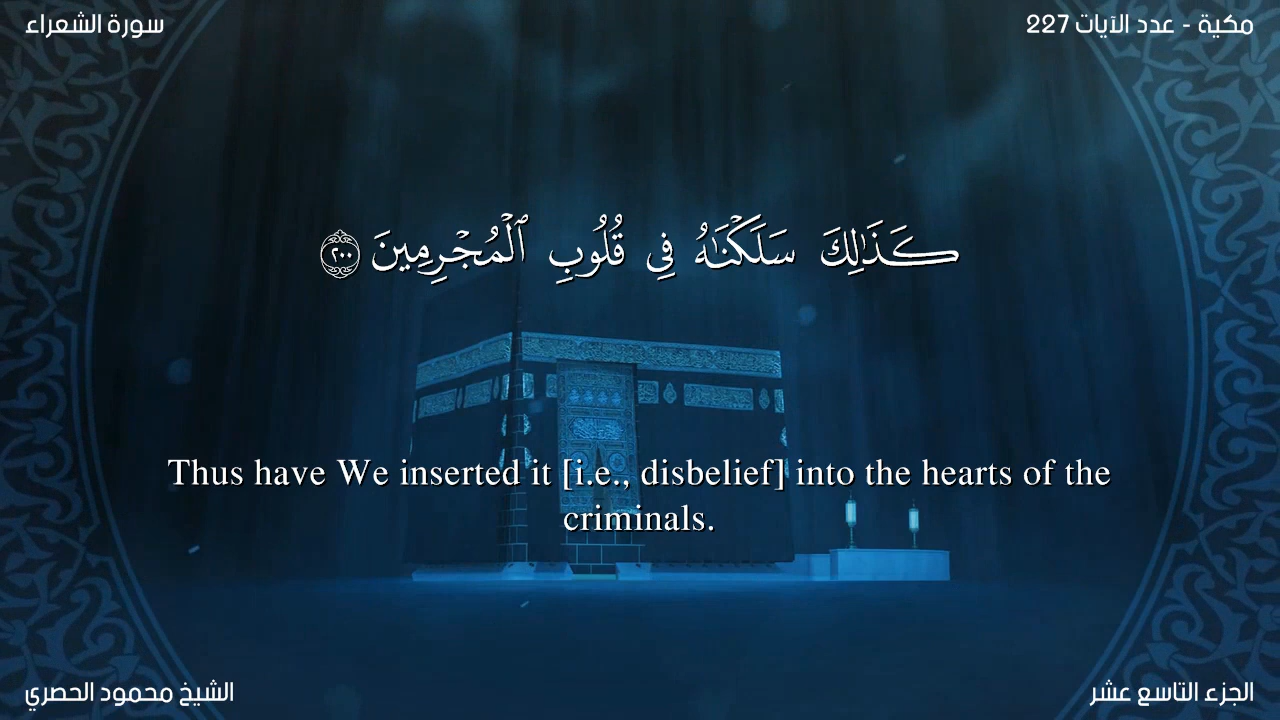 سورة الشعراء
مكية - عدد الآيات 227
كَذَٰلِكَ سَلَكْنَٰهُ فِى قُلُوبِ ٱلْمُجْرِمِينَ ٢٠٠
Thus have We inserted it [i.e., disbelief] into the hearts of the
criminals.
الشيخ محمود الحصري
الجزء التاسع عشر